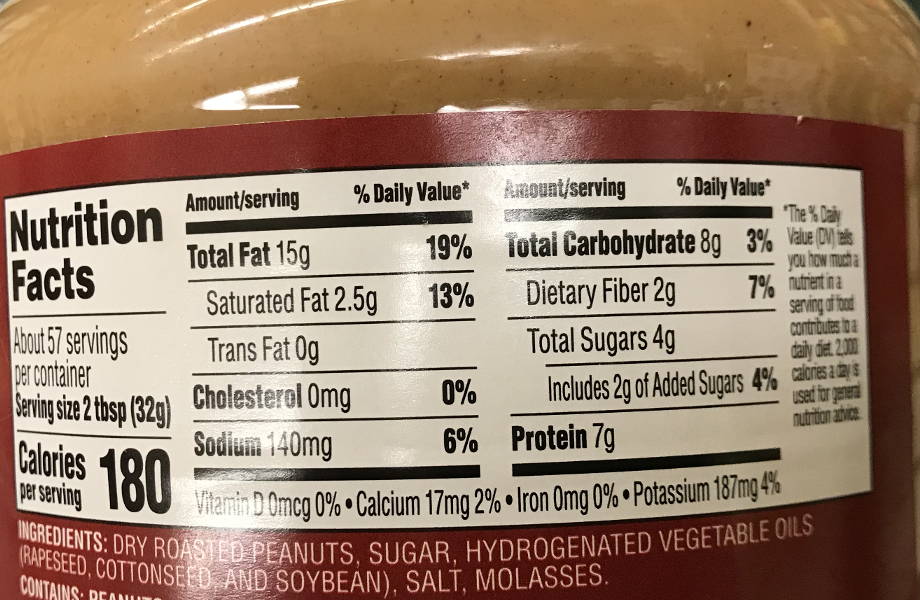 Nutrition
Facts
About 57 servings
per container
Serving size 2 tbsp (32g)
Calories
per serving
180
Amount/serving % Daily Value*
Total Fat 15g 19%
Saturated Fat 2.5g 13%
Trans Fat 0g
Cholesterol 0mg 0%
Sodium 140mg 6%
Amount/serving % Daily Value*
Total Carbohydrate 8g 3%
Dietary Fiber 2g 7%
Total Sugars 4g
Includes 2g of Added Sugars 4%
Protein 7g
Vitamin D 0mcg 0% • Calcium 17mg 2% • Iron 0mg 0% • Potassium 187mg 4%
*The % Daily
Value (DV) tells
you how much a
nutrient in a
serving of food
contributes to a
daily diet. 2,000
calories a day is
used for general
nutrition advice.
INGREDIENTS: DRY ROASTED PEANUTS, SUGAR, HYDROGENATED VEGETABLE OILS
(RAPESEED, COTTONSEED, AND SOYBEAN), SALT, MOLASSES.
CONTAINS: